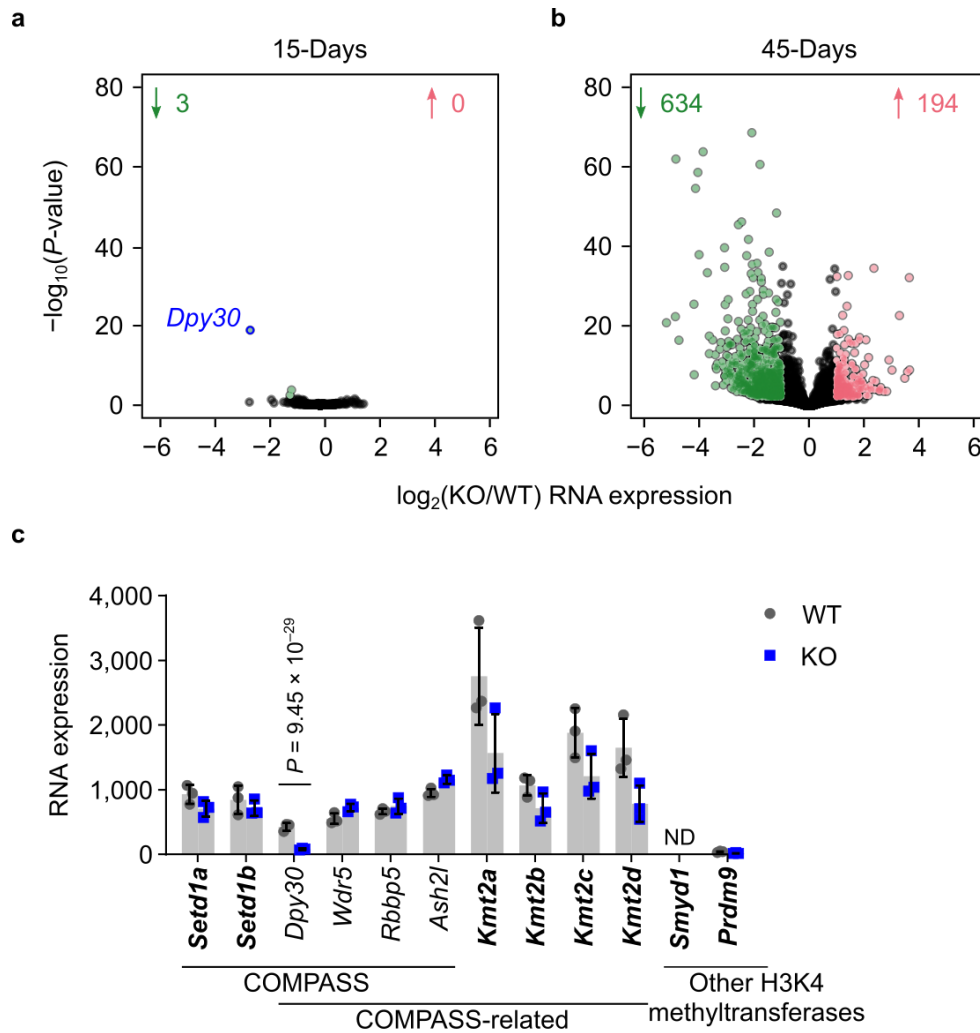 a
15-Days
80
60
40
20
0
↓ 3
↑ 0
Dpy30
−6 −4 −2 0 2 4 6
−log₁₀(P-value)
b
45-Days
80
60
40
20
0
↓ 634
↑ 194
−6 −4 −2 0 2 4 6
log₂(KO/WT) RNA expression
c
RNA expression
4,000
3,000
2,000
1,000
0
P = 9.45 × 10⁻²⁹
WT
KO
ND
Setd1a
Setd1b
Dpy30
Wdr5
Rbbp5
Ash2l
Kmt2a
Kmt2b
Kmt2c
Kmt2d
Smyd1
Prdm9
COMPASS
COMPASS-related
Other H3K4
methyltransferases